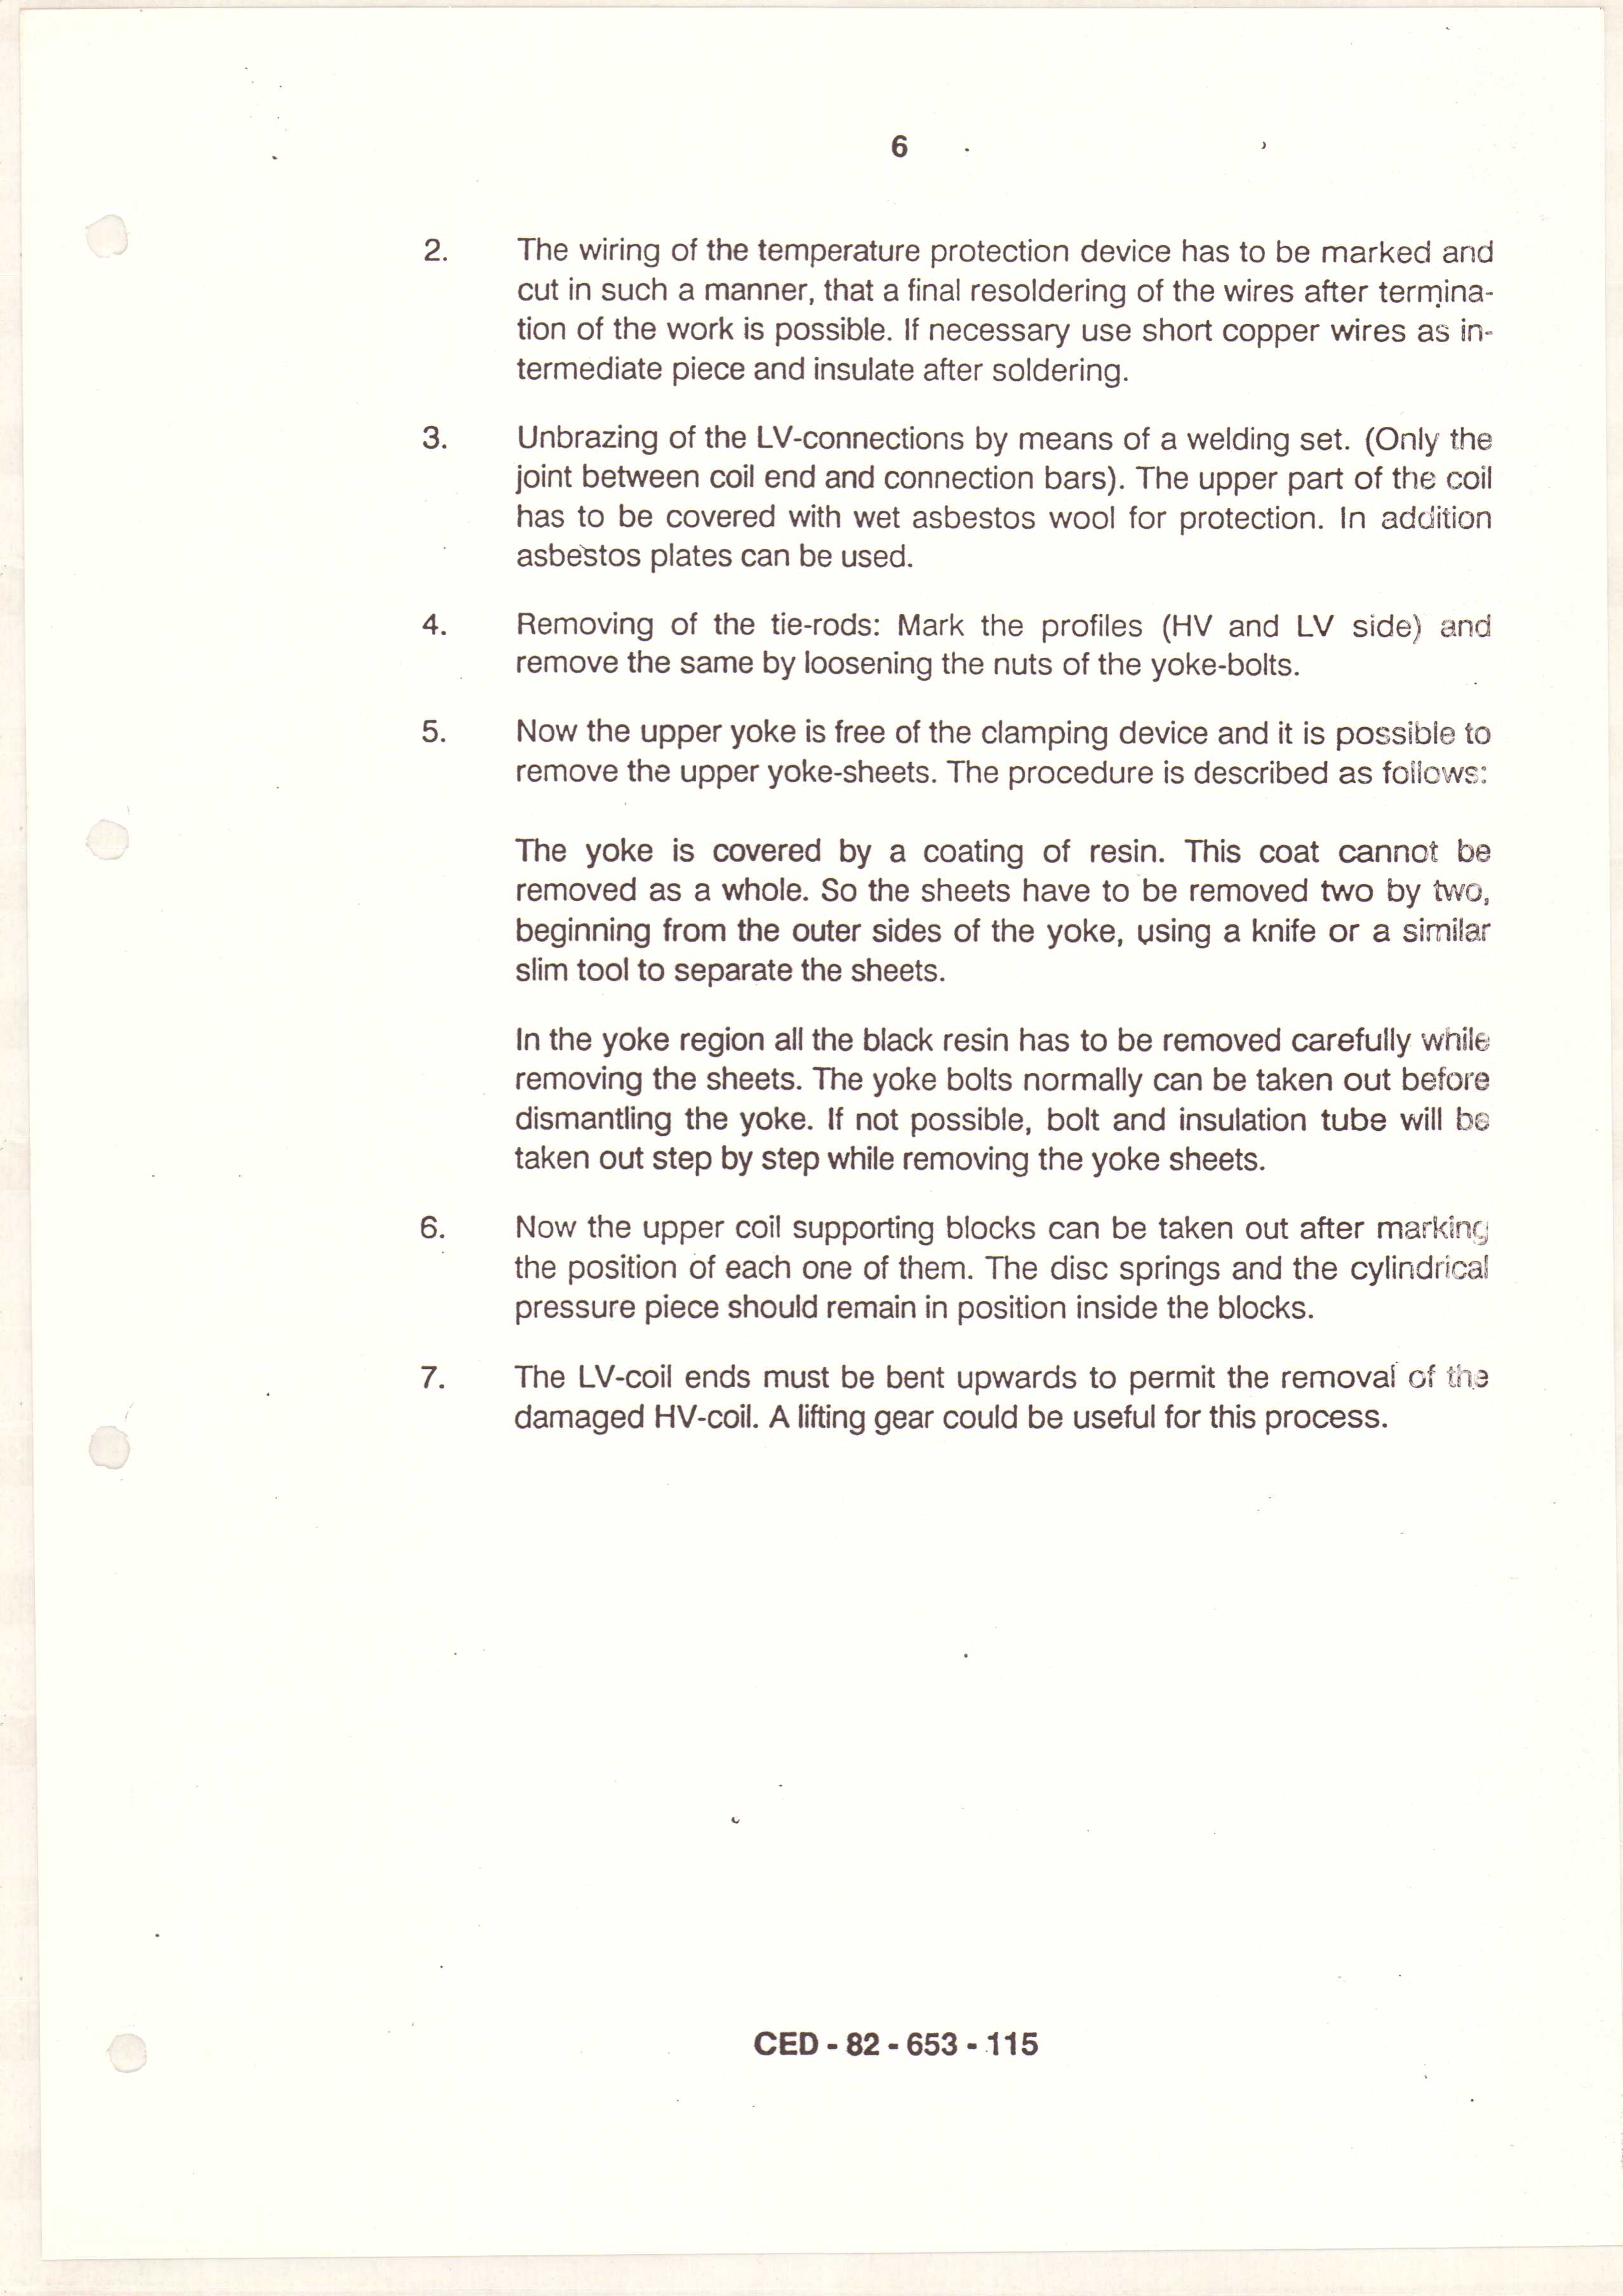 6
2. The wiring of the temperature protection device has to be marked and
cut in such a manner, that a final resoldering of the wires after termina-
tion of the work is possible. If necessary use short copper wires as in-
termediate piece and insulate after soldering.
3. Unbrazing of the LV-connections by means of a welding set. (Only the
joint between coil end and connection bars). The upper part of the coil
has to be covered with wet asbestos wool for protection. In addition
asbestos plates can be used.
4. Removing of the tie-rods: Mark the profiles (HV and LV side) and
remove the same by loosening the nuts of the yoke-bolts.
5. Now the upper yoke is free of the clamping device and it is possible to
remove the upper yoke-sheets. The procedure is described as follows:
The yoke is covered by a coating of resin. This coat cannot be
removed as a whole. So the sheets have to be removed two by two,
beginning from the outer sides of the yoke, using a knife or a similar
slim tool to separate the sheets.
In the yoke region all the black resin has to be removed carefully while
removing the sheets. The yoke bolts normally can be taken out before
dismantling the yoke. If not possible, bolt and insulation tube will be
taken out step by step while removing the yoke sheets.
6. Now the upper coil supporting blocks can be taken out after marking
the position of each one of them. The disc springs and the cylindrical
pressure piece should remain in position inside the blocks.
7. The LV-coil ends must be bent upwards to permit the removal of the
damaged HV-coil. A lifting gear could be useful for this process.
CED - 82 - 653 - 115